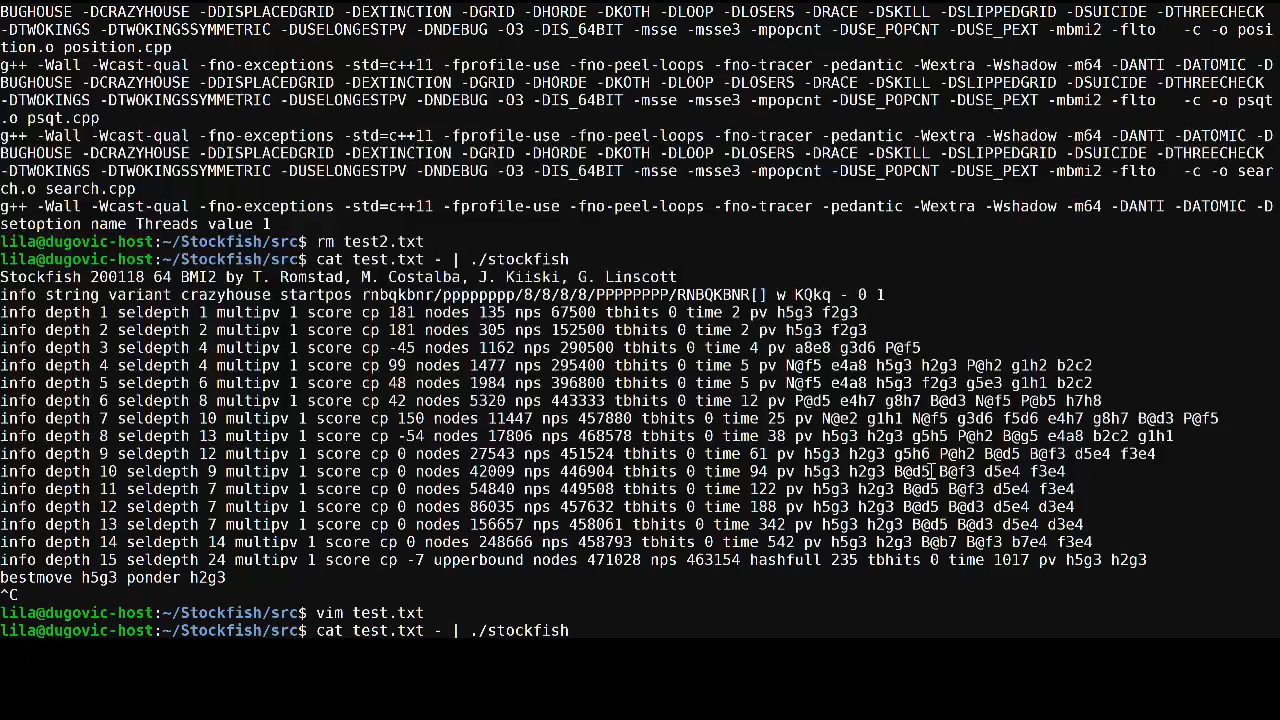 BUGHOUSE -DCRAZYHOUSE -DDISPLACEDGRID -DEXTINCTION -DGRID -DHORDE -DKOTH -DLOOP -DLOSERS -DRACE -DSKILL -DSLIPPEDGRID -DSUICIDE -DTHREECHECK
-DTWOKINGS -DTWOKINGSSYMMETRIC -DUSELONGESTPV -DNDEBUG -O3 -DIS_64BIT -msse -msse3 -mpopcnt -DUSE_POPCNT -DUSE_PEXT -mbmi2 -flto   -c -o posi
tion.o position.cpp
g++ -Wall -Wcast-qual -fno-exceptions -std=c++11 -fprofile-use -fno-peel-loops -fno-tracer -pedantic -Wextra -Wshadow -m64 -DANTI -DATOMIC -D
BUGHOUSE -DCRAZYHOUSE -DDISPLACEDGRID -DEXTINCTION -DGRID -DHORDE -DKOTH -DLOOP -DLOSERS -DRACE -DSKILL -DSLIPPEDGRID -DSUICIDE -DTHREECHECK
-DTWOKINGS -DTWOKINGSSYMMETRIC -DUSELONGESTPV -DNDEBUG -O3 -DIS_64BIT -msse -msse3 -mpopcnt -DUSE_POPCNT -DUSE_PEXT -mbmi2 -flto   -c -o psqt
.o psqt.cpp
g++ -Wall -Wcast-qual -fno-exceptions -std=c++11 -fprofile-use -fno-peel-loops -fno-tracer -pedantic -Wextra -Wshadow -m64 -DANTI -DATOMIC -D
BUGHOUSE -DCRAZYHOUSE -DDISPLACEDGRID -DEXTINCTION -DGRID -DHORDE -DKOTH -DLOOP -DLOSERS -DRACE -DSKILL -DSLIPPEDGRID -DSUICIDE -DTHREECHECK
-DTWOKINGS -DTWOKINGSSYMMETRIC -DUSELONGESTPV -DNDEBUG -O3 -DIS_64BIT -msse -msse3 -mpopcnt -DUSE_POPCNT -DUSE_PEXT -mbmi2 -flto   -c -o sear
ch.o search.cpp
g++ -Wall -Wcast-qual -fno-exceptions -std=c++11 -fprofile-use -fno-peel-loops -fno-tracer -pedantic -Wextra -Wshadow -m64 -DANTI -DATOMIC -D
setoption name Threads value 1
lila@dugovic-host:~/Stockfish/src$ rm test2.txt
lila@dugovic-host:~/Stockfish/src$ cat test.txt - | ./stockfish
Stockfish 200118 64 BMI2 by T. Romstad, M. Costalba, J. Kiiski, G. Linscott
info string variant crazyhouse startpos rnbqkbnr/pppppppp/8/8/8/8/PPPPPPPP/RNBQKBNR[] w KQkq - 0 1
info depth 1 seldepth 1 multipv 1 score cp 181 nodes 135 nps 67500 tbhits 0 time 2 pv h5g3 f2g3
info depth 2 seldepth 2 multipv 1 score cp 181 nodes 305 nps 152500 tbhits 0 time 2 pv h5g3 f2g3
info depth 3 seldepth 4 multipv 1 score cp -45 nodes 1162 nps 290500 tbhits 0 time 4 pv a8e8 g3d6 P@f5
info depth 4 seldepth 4 multipv 1 score cp 99 nodes 1477 nps 295400 tbhits 0 time 5 pv N@f5 e4a8 h5g3 h2g3 P@h2 g1h2 b2c2
info depth 5 seldepth 6 multipv 1 score cp 48 nodes 1984 nps 396800 tbhits 0 time 5 pv N@f5 e4a8 h5g3 f2g3 g5e3 g1h1 b2c2
info depth 6 seldepth 8 multipv 1 score cp 42 nodes 5320 nps 443333 tbhits 0 time 12 pv P@d5 e4h7 g8h7 B@d3 N@f5 P@b5 h7h8
info depth 7 seldepth 10 multipv 1 score cp 150 nodes 11447 nps 457880 tbhits 0 time 25 pv N@e2 g1h1 N@f5 g3d6 f5d6 e4h7 g8h7 B@d3 P@f5
info depth 8 seldepth 13 multipv 1 score cp -54 nodes 17806 nps 468578 tbhits 0 time 38 pv h5g3 h2g3 g5h5 P@h2 B@g5 e4a8 b2c2 g1h1
info depth 9 seldepth 12 multipv 1 score cp 0 nodes 27543 nps 451524 tbhits 0 time 61 pv h5g3 h2g3 g5h6 P@h2 B@d5 B@f3 d5e4 f3e4
info depth 10 seldepth 9 multipv 1 score cp 0 nodes 42009 nps 446904 tbhits 0 time 94 pv h5g3 h2g3 B@d5 B@f3 d5e4 f3e4
info depth 11 seldepth 7 multipv 1 score cp 0 nodes 54840 nps 449508 tbhits 0 time 122 pv h5g3 h2g3 B@d5 B@f3 d5e4 f3e4
info depth 12 seldepth 7 multipv 1 score cp 0 nodes 86035 nps 457632 tbhits 0 time 188 pv h5g3 h2g3 B@d5 B@d3 d5e4 d3e4
info depth 13 seldepth 7 multipv 1 score cp 0 nodes 156657 nps 458061 tbhits 0 time 342 pv h5g3 h2g3 B@d5 B@d3 d5e4 d3e4
info depth 14 seldepth 14 multipv 1 score cp 0 nodes 248666 nps 458793 tbhits 0 time 542 pv h5g3 h2g3 B@b7 B@f3 b7e4 f3e4
info depth 15 seldepth 24 multipv 1 score cp -7 upperbound nodes 471028 nps 463154 hashfull 235 tbhits 0 time 1017 pv h5g3 h2g3
bestmove h5g3 ponder h2g3
^C
lila@dugovic-host:~/Stockfish/src$ vim test.txt
lila@dugovic-host:~/Stockfish/src$ cat test.txt - | ./stockfish